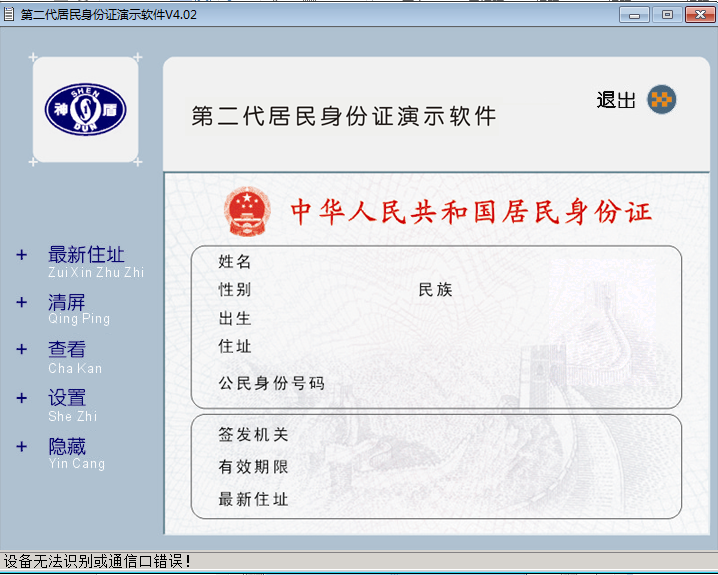 第二代居民身份证演示软件V4.02
SHEN
神盾
DUN
第二代居民身份证演示软件
退出
中华人民共和国居民身份证
最新住址
Zui Xin Zhu Zhi
清屏
Qing Ping
查看
Cha Kan
设置
She Zhi
隐藏
Yin Cang
姓名
性别 民族
出生
住址
公民身份号码
签发机关
有效期限
最新住址
设备无法识别或通信口错误!